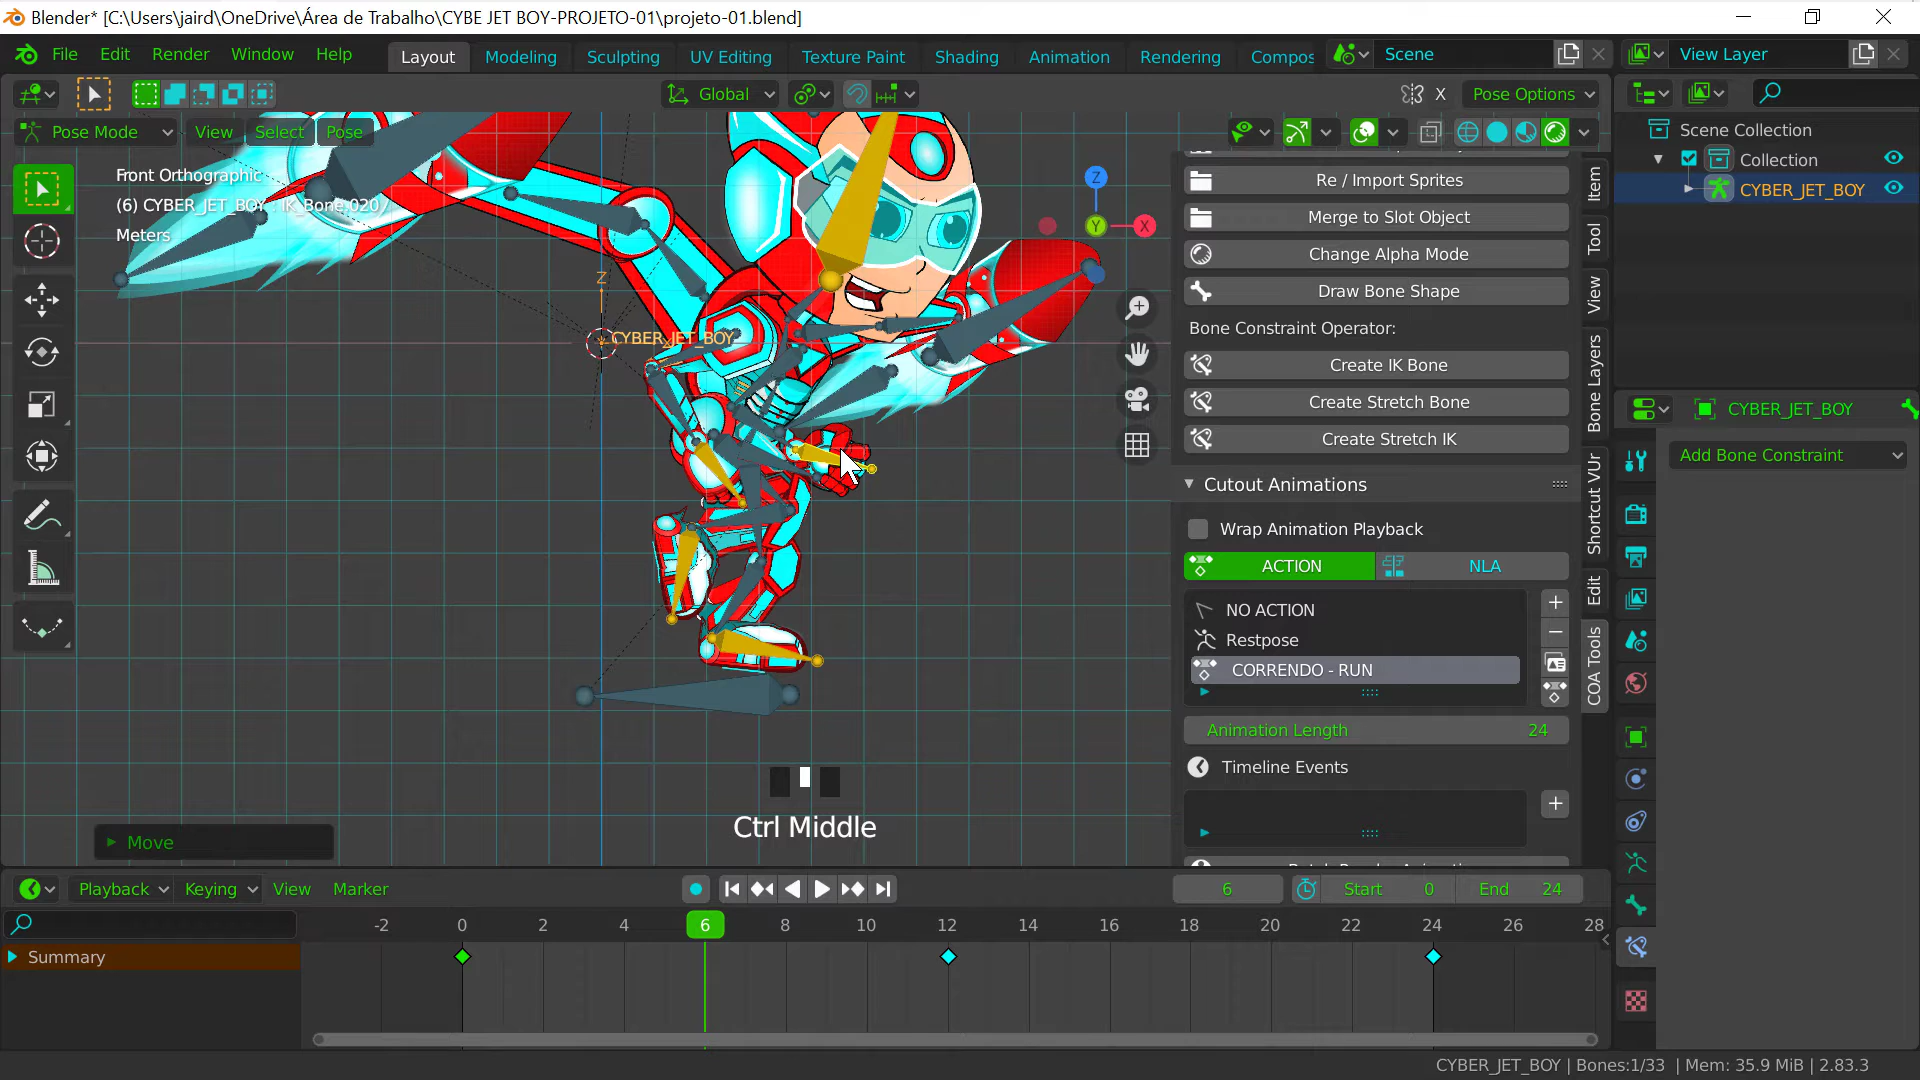 Blender* [C:\Users\jaird\OneDrive\Área de Trabalho\CYBE JET BOY-PROJETO-01\projeto-01.blend]
File Edit Render Window Help
Layout Modeling Sculpting UV Editing Texture Paint Shading Animation Rendering Compos
Scene
View Layer
Global
X
Pose Options
Pose Mode View Select Pose
Front Orthographic
(6) CYBER_JET_BOY : IK_Bone.020
Meters
Z
X
Y
Z
CYBER_JET_BOY
Re / Import Sprites
Merge to Slot Object
Change Alpha Mode
Draw Bone Shape
Bone Constraint Operator:
Create IK Bone
Create Stretch Bone
Create Stretch IK
Cutout Animations
Wrap Animation Playback
ACTION NLA
NO ACTION
Restpose
CORRENDO - RUN
Animation Length 24
Timeline Events
Item
Tool
View
Bone Layers
Shortcut VUr
Edit
COA Tools
Scene Collection
Collection
CYBER_JET_BOY
CYBER_JET_BOY
Add Bone Constraint
Ctrl Middle
Move
Playback Keying View Marker
6 Start 0 End 24
-2 0 2 4 6 8 10 12 14 16 18 20 22 24 26 28
Summary
CYBER_JET_BOY | Bones:1/33 | Mem: 35.9 MiB | 2.83.3